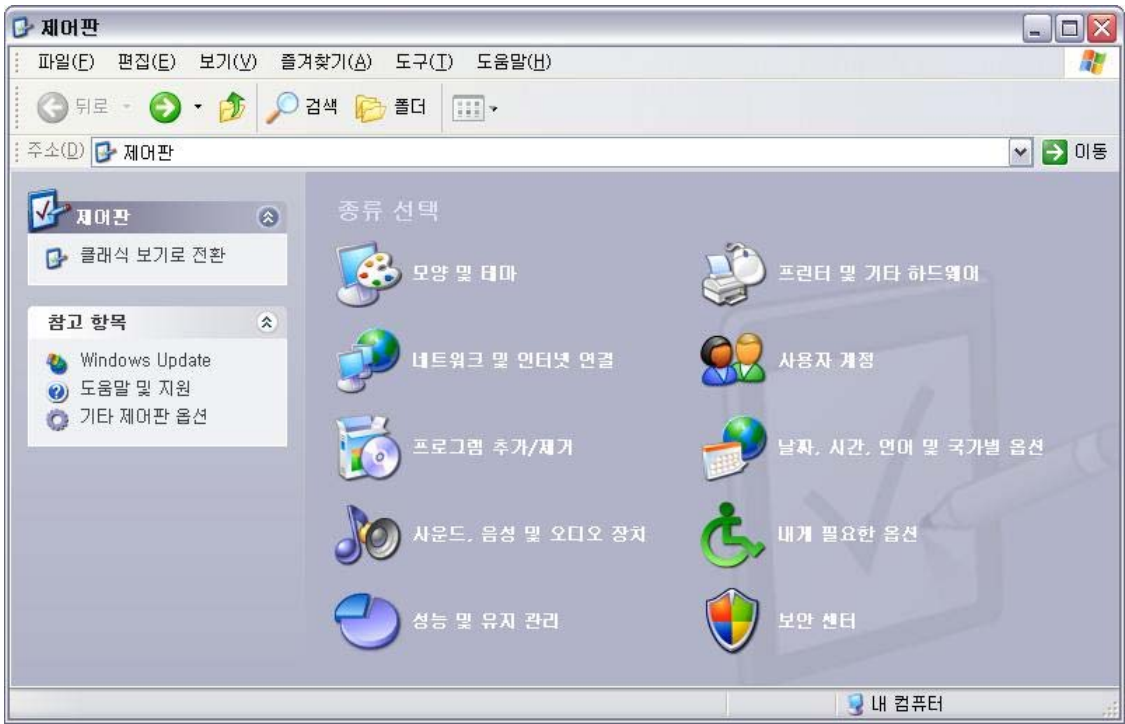 제어판
파일(F) 편집(E) 보기(V) 즐겨찾기(A) 도구(T) 도움말(H)
뒤로 검색 폴더
주소(D) 제어판 이동
제어판
클래식 보기로 전환
참고 항목
Windows Update
도움말 및 지원
기타 제어판 옵션
종류 선택
모양 및 테마
프린터 및 기타 하드웨어
네트워크 및 인터넷 연결
사용자 계정
프로그램 추가/제거
날짜, 시간, 언어 및 국가별 옵션
사운드, 음성 및 오디오 장치
내게 필요한 옵션
성능 및 유지 관리
보안 센터
내 컴퓨터